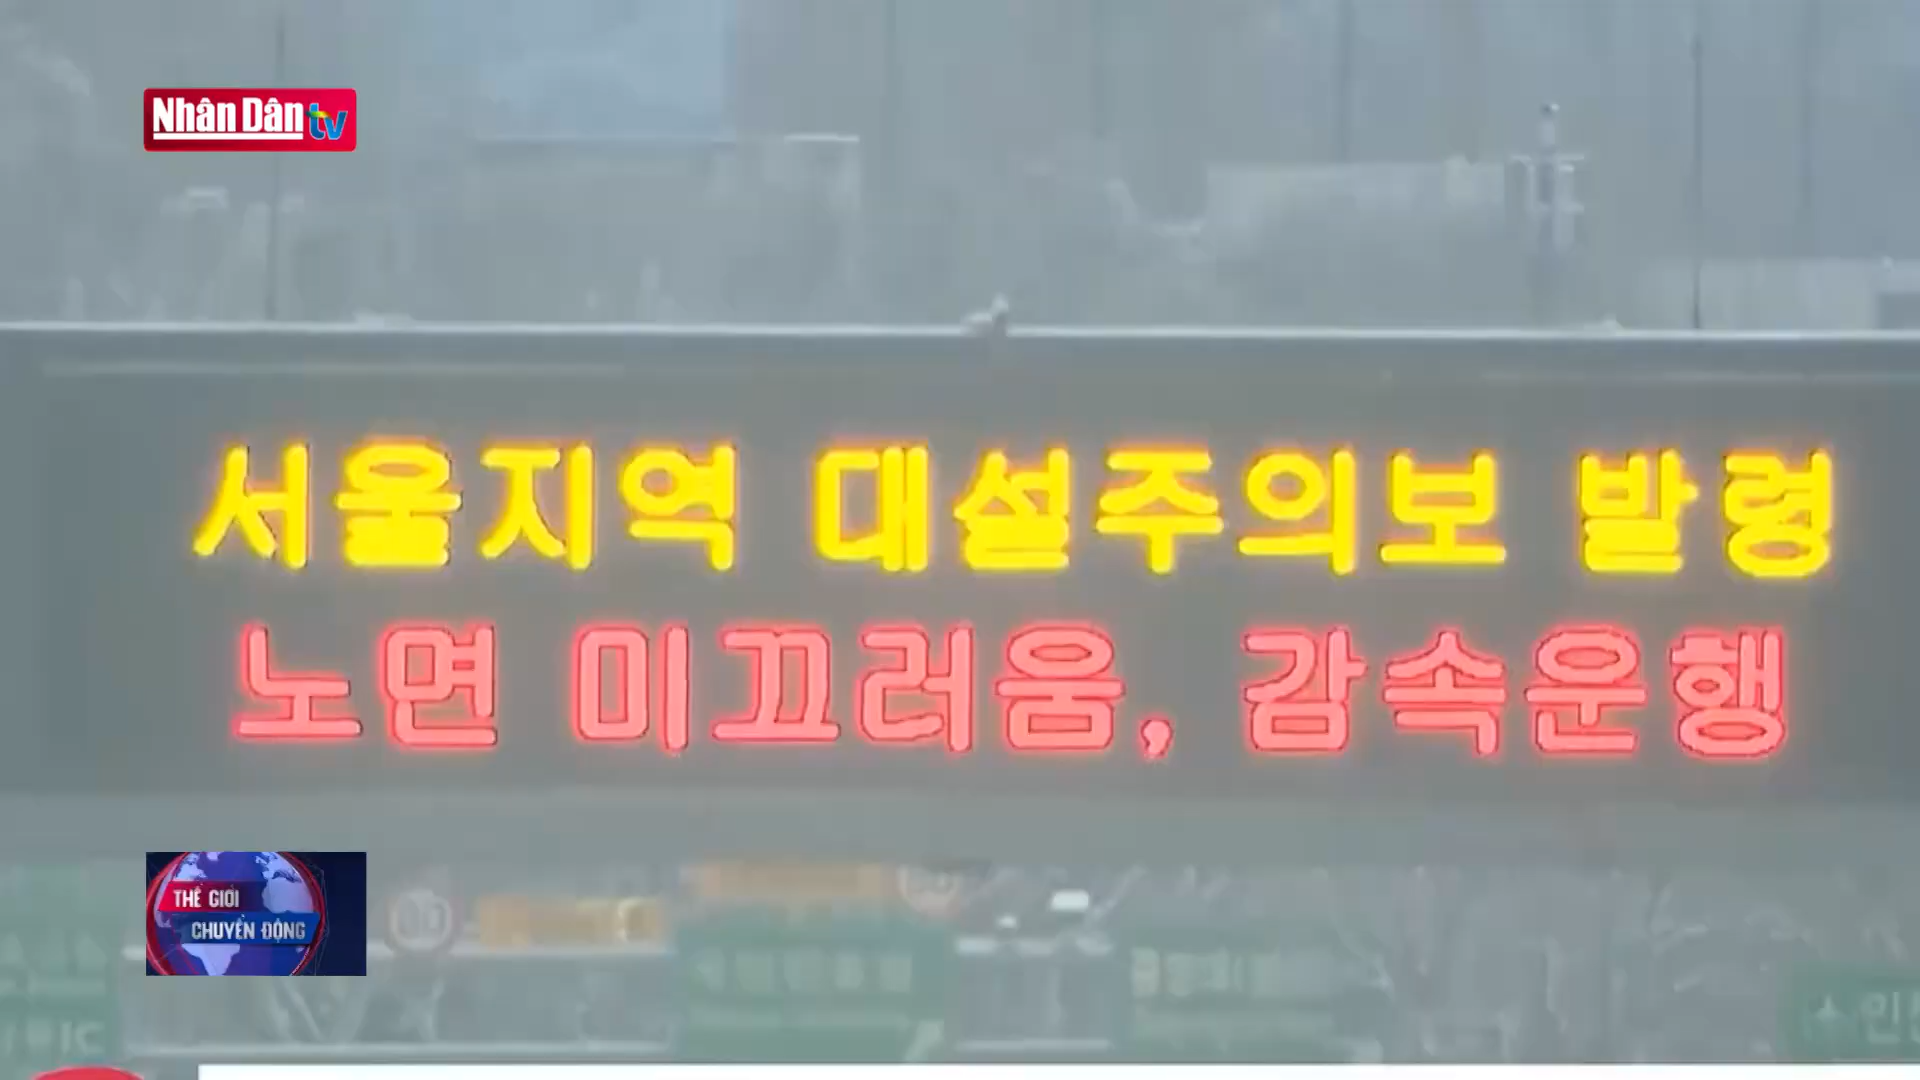 Nhân Dân tv
서울지역 대설주의보 발령
노면 미끄러움, 감속운행
THẾ GIỚI
CHUYỂN ĐỘNG
IC